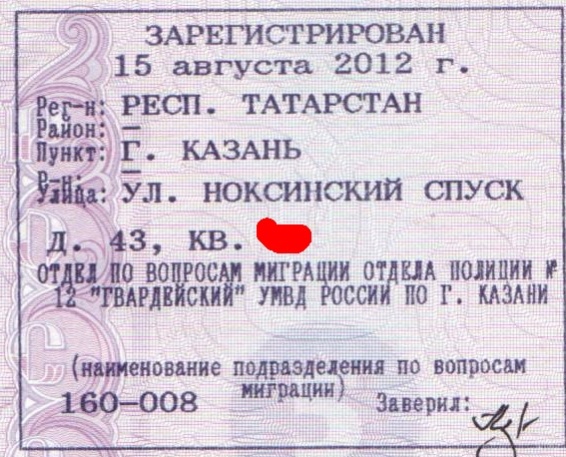 ЗАРЕГИСТРИРОВАН
15 августа 2012 г.
Рег-н: РЕСП. ТАТАРСТАН
Район: —
Пункт: Г. КАЗАНЬ
Р-н: —
Улица: УЛ. НОКСИНСКИЙ СПУСК
Д. 43, КВ.
ОТДЕЛ ПО ВОПРОСАМ МИГРАЦИИ ОТДЕЛА ПОЛИЦИИ №
12 "ГВАРДЕЙСКИЙ" УМВД РОССИИ ПО Г. КАЗАНИ
(наименование подразделения по вопросам
миграции)
160-008 Заверил: